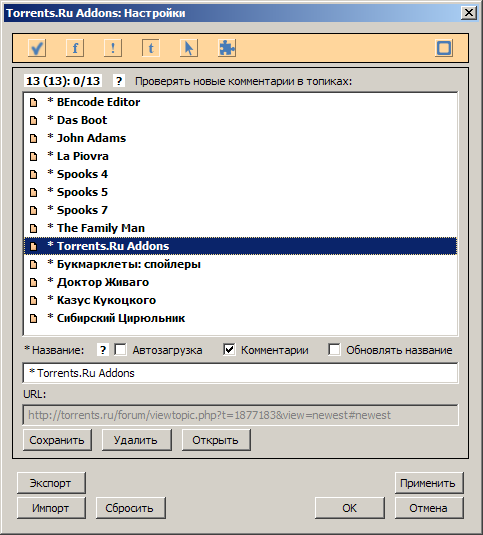 Torrents.Ru Addons: Настройки
f ! t
13 (13): 0/13 ? Проверять новые комментарии в топиках:
* BEncode Editor
* Das Boot
* John Adams
* La Piovra
* Spooks 4
* Spooks 5
* Spooks 7
* The Family Man
* Torrents.Ru Addons
* Букмарклеты: спойлеры
* Доктор Живаго
* Казус Кукоцкого
* Сибирский Цирюльник
* Название: ? Автозагрузка Комментарии Обновлять название
* Torrents.Ru Addons
URL:
http://torrents.ru/forum/viewtopic.php?t=1877183&view=newest#newest
Сохранить Удалить Открыть
Экспорт Применить
Импорт Сбросить OK Отмена